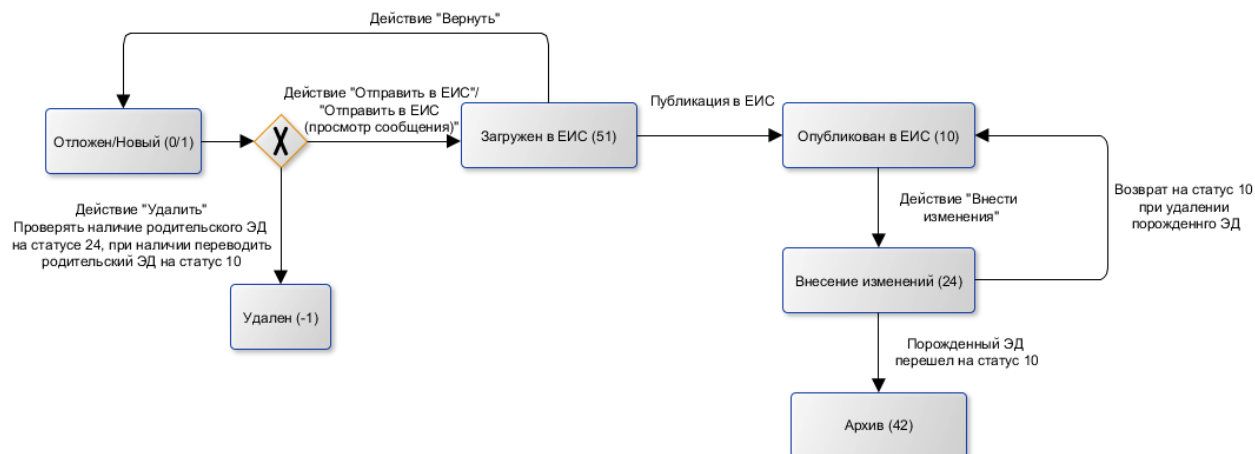 Действие "Вернуть"
Действие "Отправить в ЕИС"/
"Отправить в ЕИС
(просмотр сообщения)"
Публикация в ЕИС
Отложен/Новый (0/1)
X
Загружен в ЕИС (51)
Опубликован в ЕИС (10)
Действие "Удалить"
Проверять наличие родительского ЭД
на статусе 24, при наличии переводить
родительский ЭД на статус 10
Действие "Внести
изменения"
Возврат на статус 10
при удалении
порожденнго ЭД
Внесение изменений (24)
Удален (-1)
Порожденный ЭД
перешел на статус 10
Архив (42)